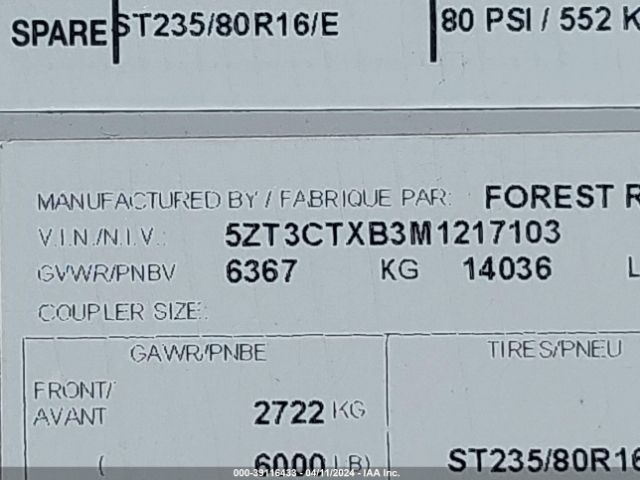 SPARE ST235/80R16/E 80 PSI / 552 K
MANUFACTURED BY / FABRIQUE PAR: FOREST R
V.I.N./N.I.V.: 5ZT3CTXB3M1217103
GVWR/PNBV 6367 KG 14036 L
COUPLER SIZE:
GAWR/PNBE TIRES/PNEU
FRONT/
AVANT 2722 KG
( 6000 LB) ST235/80R16
000-39116433 - 04/11/2024 - IAA Inc.